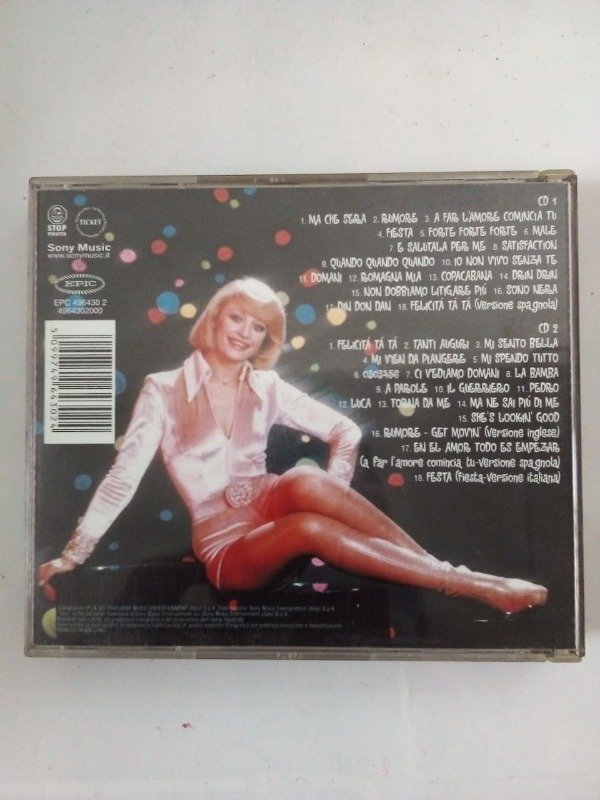 STOP
PIRATES
TICKET
Sony Music
www.sonymusic.it
EPIC
EPC 496430 2
4964302000
5 099749 643024
CD 1
1. MA CHE SERA 2. RUMORE 3. A FAR L'AMORE COMINCIA TU
4. FIESTA 5. FORTE FORTE FORTE 6. MALE
7. E SALUTALA PER ME 8. SATISFACTION
9. QUANDO QUANDO QUANDO 10. IO NON VIVO SENZA TE
11. DOMANI 12. ROMAGNA MIA 13. COPACABANA 14. DRIN DRIN
15. NON DOBBIAMO LITIGARE PIÙ 16. SONO NERA
17. DIN DON DAN 18. FELICITÀ TÀ TÀ (Versione spagnola)
CD 2
1. FELICITÀ TÀ TÀ 2. TANTI AUGURI 3. MI SENTO BELLA
4. MI VIEN DA PIANGERE 5. MI SPENDO TUTTO
6. 0303456 7. CI VEDIAMO DOMANI 8. LA BAMBA
9. A PAROLE 10. IL GUERRIERO 11. PEDRO
12. LUCA 13. TORNA DA ME 14. MA NE SAI PIÙ DI ME
15. SHE'S LOOKIN' GOOD
16. RUMORE - GET MOVIN' (Versione inglese)
17. EN EL AMOR TODO ES EMPEZAR
(a far l'amore comincia tu-Versione spagnola)
18. FESTA (Fiesta-Versione italiana)